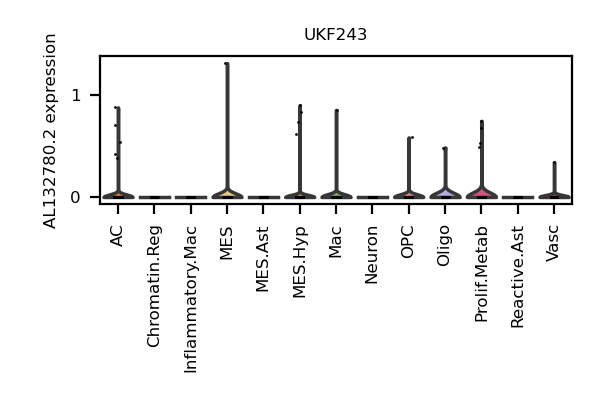 UKF243
AL132780.2 expression
1
0
AC
Chromatin.Reg
Inflammatory.Mac
MES
MES.Ast
MES.Hyp
Mac
Neuron
OPC
Oligo
Prolif.Metab
Reactive.Ast
Vasc